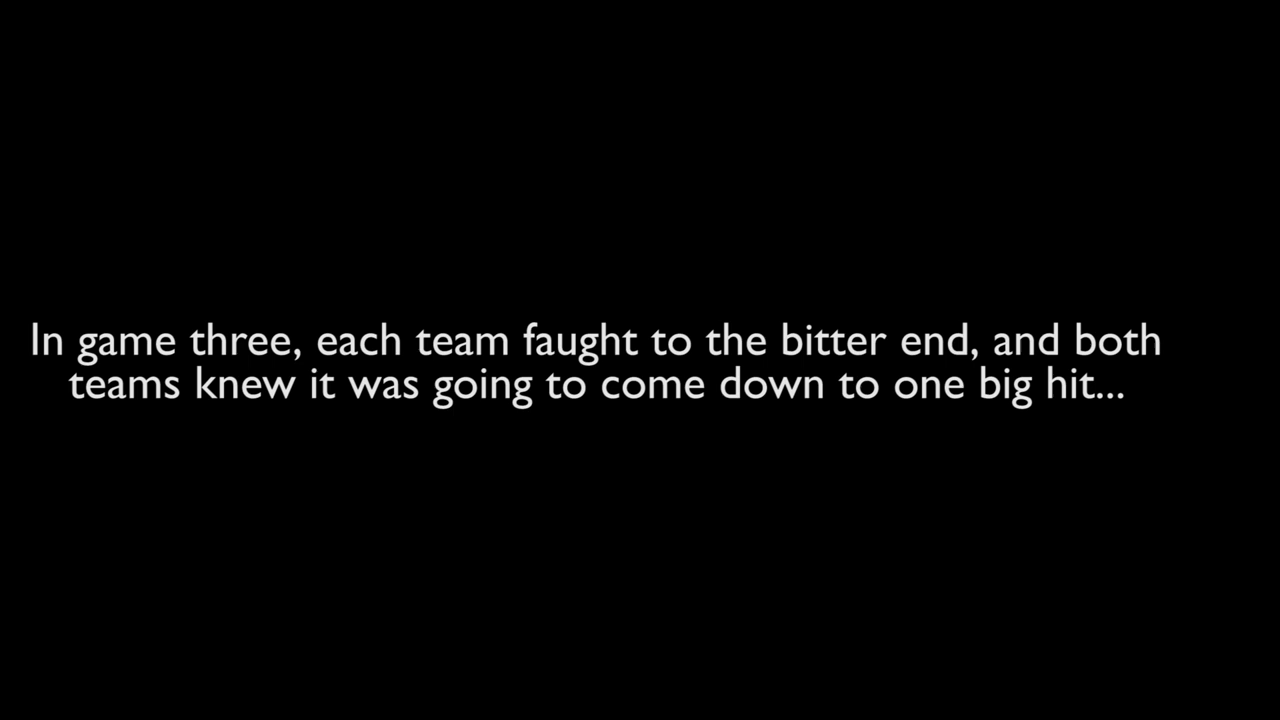 In game three, each team faught to the bitter end, and both
teams knew it was going to come down to one big hit...